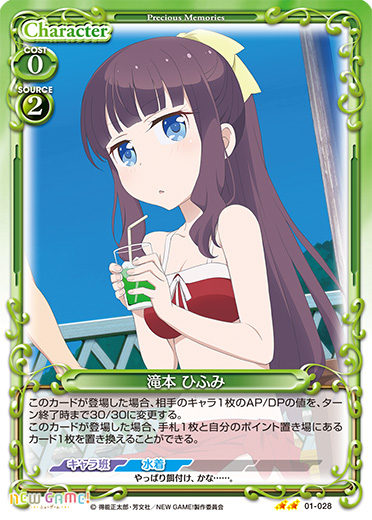 Precious Memories
Character
COST
0
SOURCE
2
滝本 ひふみ
このカードが登場した場合、相手のキャラ1枚のAP/DPの値を、ター
ン終了時まで30/30に変更する。
このカードが登場した場合、手札1枚と自分のポイント置き場にある
カード1枚を置き換えることができる。
キャラ班 水着
やっぱり餌付け、かな……。
NEW GAME!
01-028
© 得能正太郎・芳文社/NEW GAME!製作委員会